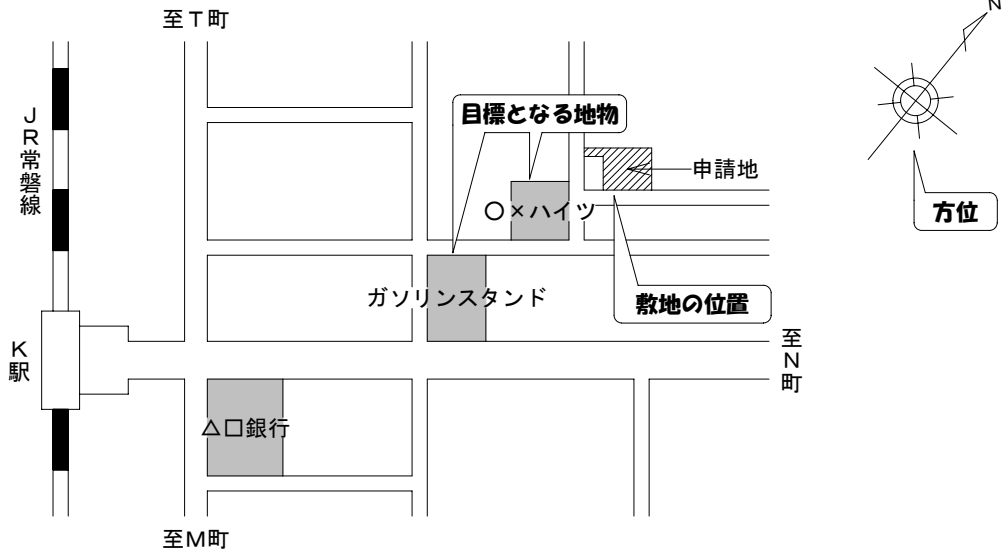 至T町
N
JR常磐線
目標となる地物
申請地
○×ハイツ
方位
ガソリンスタンド
敷地の位置
K駅
至N町
△口銀行
至M町